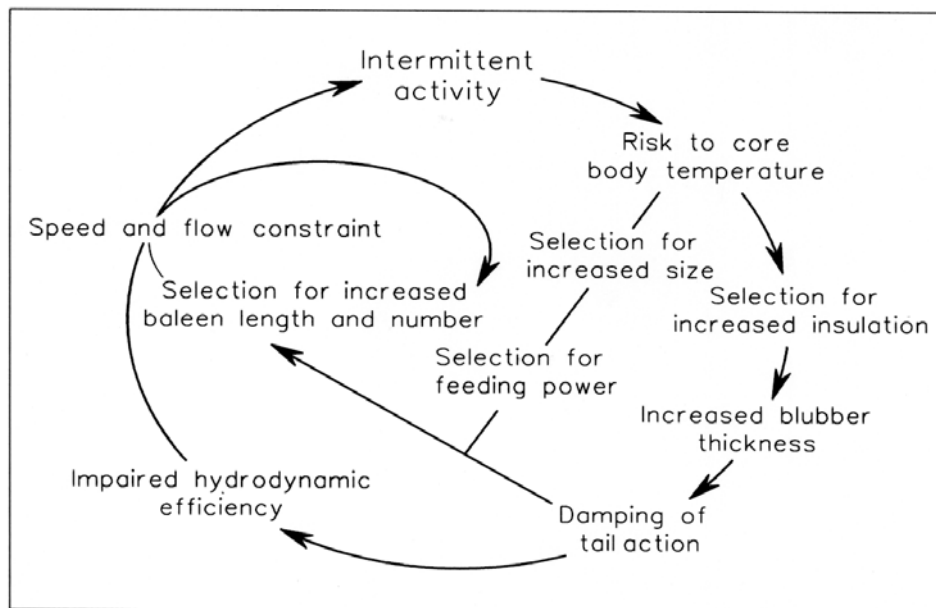 Intermittent
activity
Risk to core
body temperature
Speed and flow constraint
Selection for
increased size
Selection for increased
baleen length and number
Selection for
increased insulation
Selection for
feeding power
Increased blubber
thickness
Impaired hydrodynamic
efficiency
Damping of
tail action